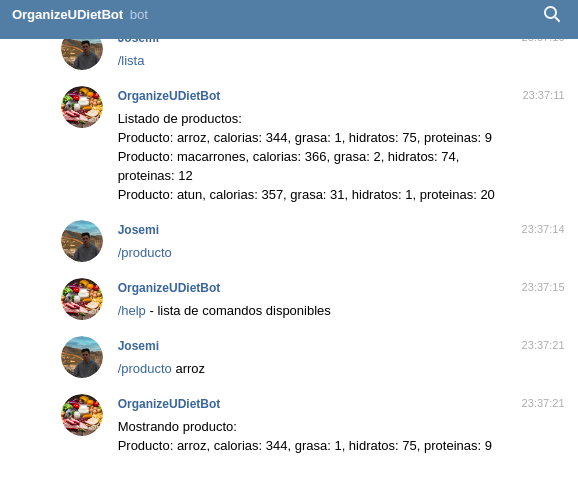 OrganizeUDietBot bot
Josemi 23:37:10
/lista
OrganizeUDietBot 23:37:11
Listado de productos:
Producto: arroz, calorias: 344, grasa: 1, hidratos: 75, proteinas: 9
Producto: macarrones, calorias: 366, grasa: 2, hidratos: 74,
proteinas: 12
Producto: atun, calorias: 357, grasa: 31, hidratos: 1, proteinas: 20
Josemi 23:37:14
/producto
OrganizeUDietBot 23:37:15
/help - lista de comandos disponibles
Josemi 23:37:21
/producto arroz
OrganizeUDietBot 23:37:21
Mostrando producto:
Producto: arroz, calorias: 344, grasa: 1, hidratos: 75, proteinas: 9